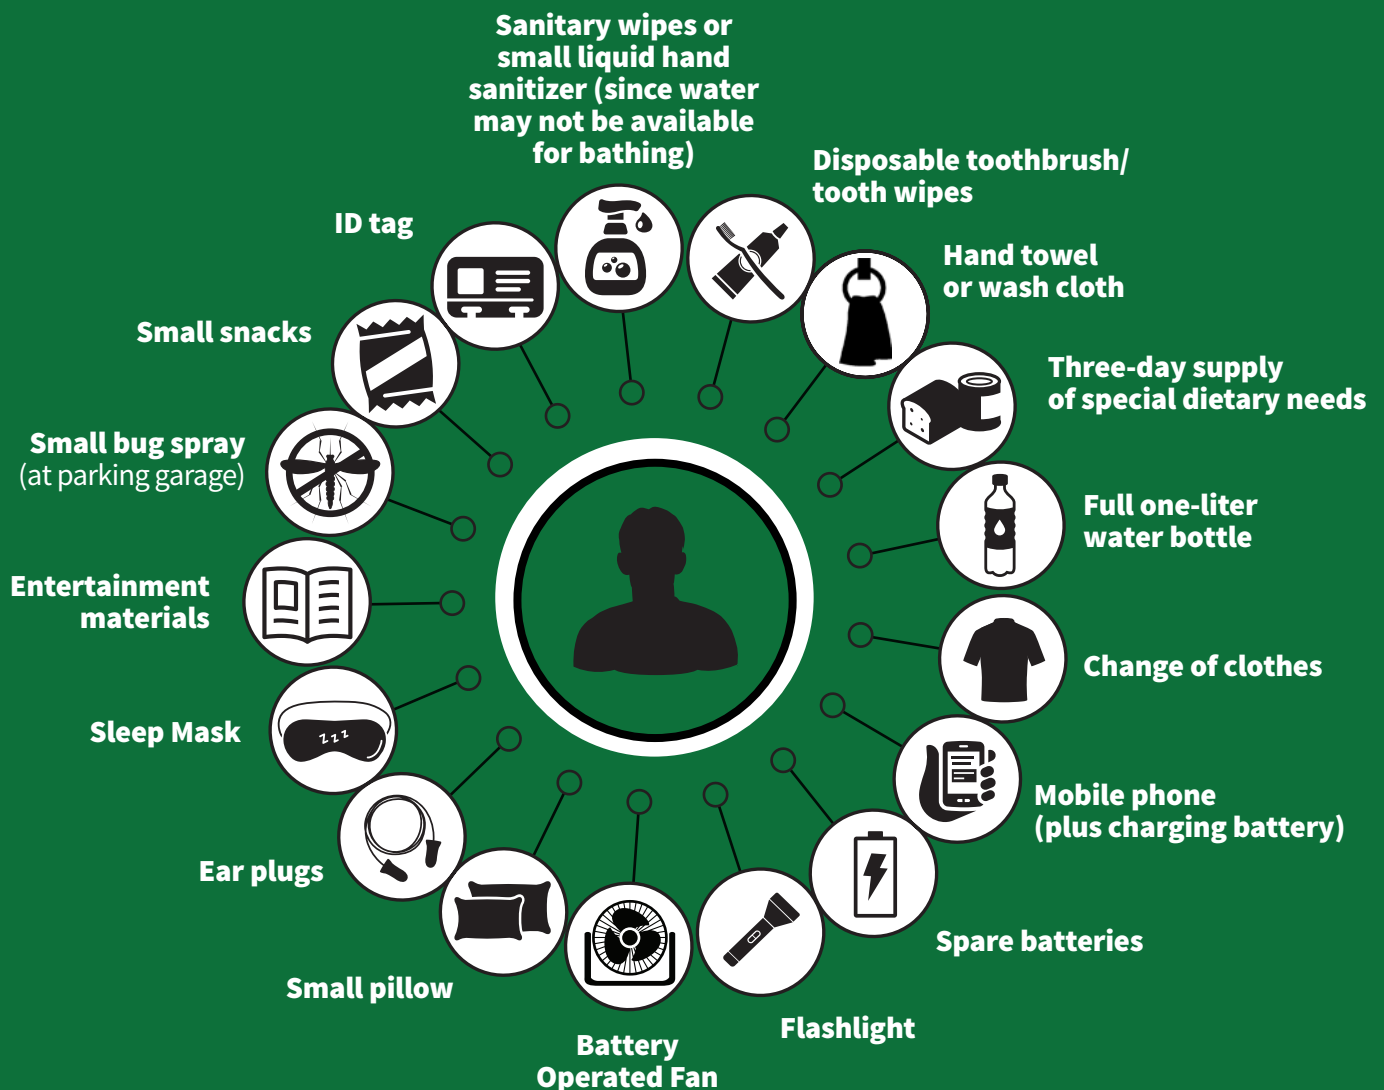 Sanitary wipes or
small liquid hand
sanitizer (since water
may not be available
for bathing)
Disposable toothbrush/
tooth wipes
Hand towel
or wash cloth
Three-day supply
of special dietary needs
Full one-liter
water bottle
Change of clothes
Mobile phone
(plus charging battery)
Spare batteries
Flashlight
Battery
Operated Fan
Small pillow
Ear plugs
Sleep Mask
z z z
Entertainment
materials
Small bug spray
(at parking garage)
Small snacks
ID tag